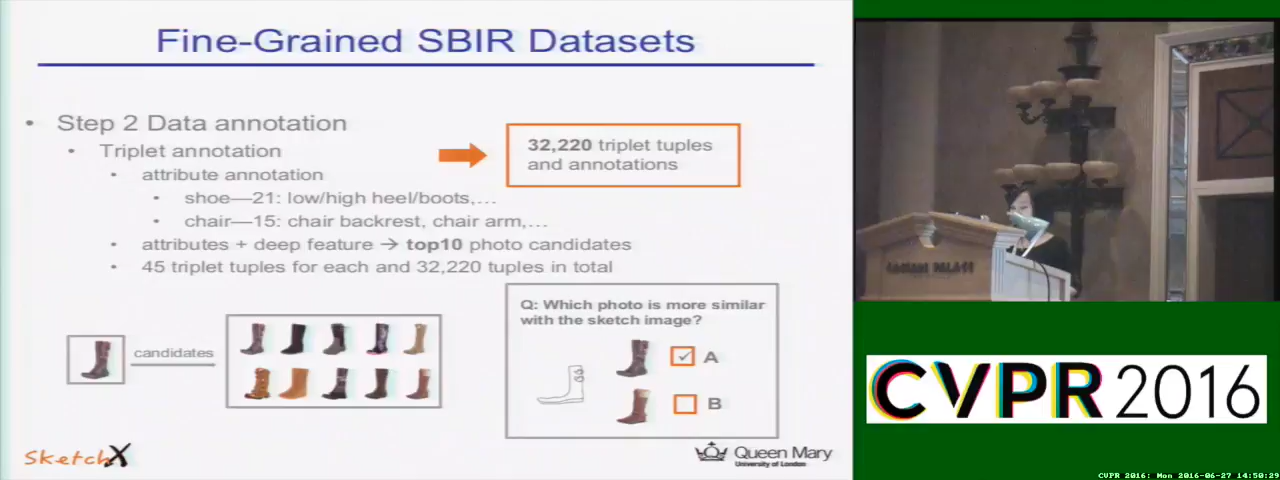 Fine-Grained SBIR Datasets
• Step 2 Data annotation
• Triplet annotation
• attribute annotation
• shoe—21: low/high heel/boots,…
• chair—15: chair backrest, chair arm,…
• attributes + deep feature → top10 photo candidates
• 45 triplet tuples for each and 32,220 tuples in total
32,220 triplet tuples
and annotations
candidates
Q: Which photo is more similar
with the sketch image?
A
B
SketchX
Queen Mary
University of London
CAESARS PALACE
CVPR 2016
CVPR 2016: Mon 2016-06-27 14:50:29